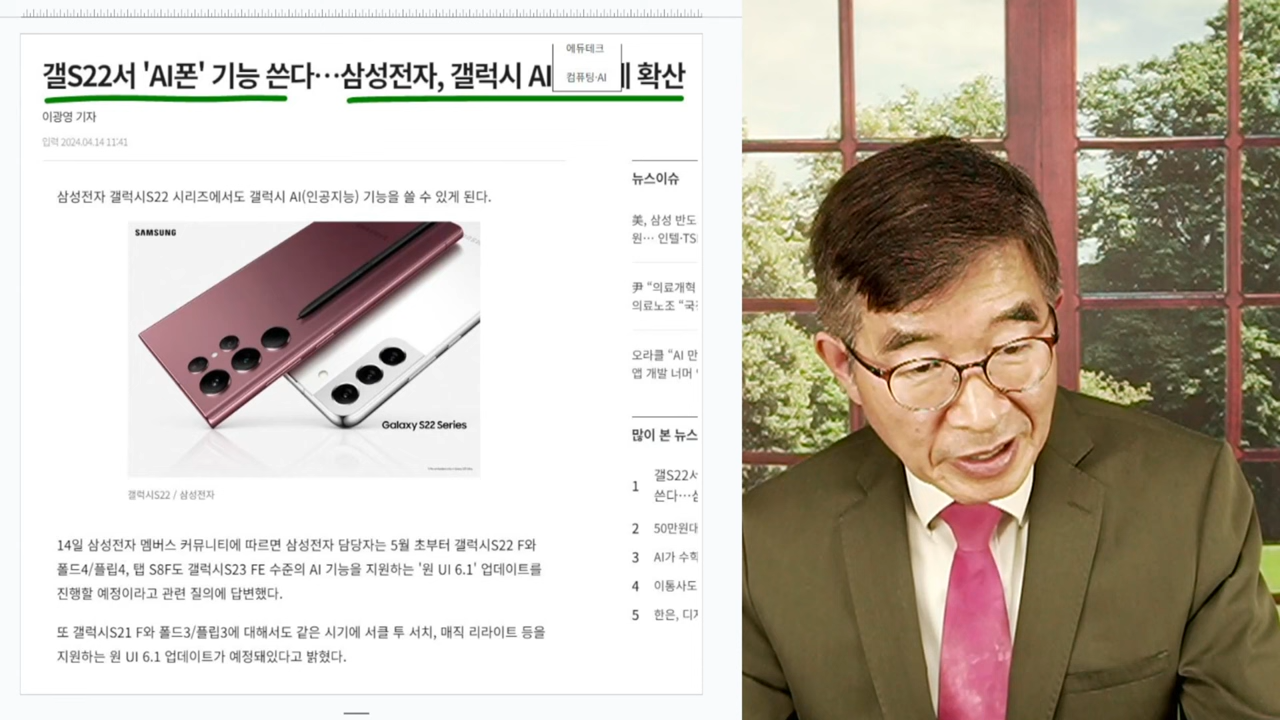 에듀테크
컴퓨팅·AI
갤S22서 'AI폰' 기능 쓴다…삼성전자, 갤럭시 AI 확산
이광영 기자
입력 2024.04.14 11:41
삼성전자 갤럭시S22 시리즈에서도 갤럭시 AI(인공지능) 기능을 쓸 수 있게 된다.
SAMSUNG
Galaxy S22 Series
갤럭시S22 / 삼성전자
14일 삼성전자 멤버스 커뮤니티에 따르면 삼성전자 담당자는 5월 초부터 갤럭시S22 F와
폴드4/플립4, 탭 S8F도 갤럭시S23 FE 수준의 AI 기능을 지원하는 '원 UI 6.1' 업데이트를
진행할 예정이라고 관련 질의에 답변했다.
또 갤럭시S21 F와 폴드3/플립3에 대해서도 같은 시기에 서클 투 서치, 매직 리라이트 등을
지원하는 원 UI 6.1 업데이트가 예정돼있다고 밝혔다.
뉴스이슈
美, 삼성 반도
원… 인텔·TS
尹 “의료개혁
의료노조 “국
오라클 “AI 만
앱 개발 너머
많이 본 뉴스
1 갤S22서
쓴다…삼
2 50만원대
3 AI가 수학
4 이통사도
5 한은, 디지